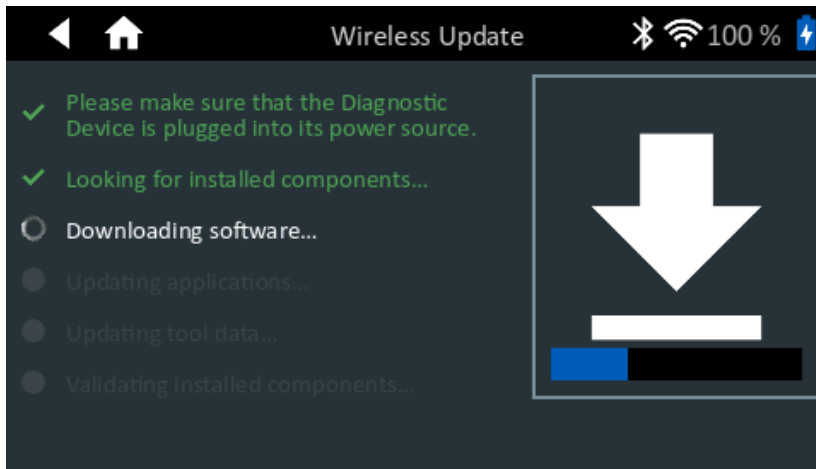 Wireless Update
100 %
Please make sure that the Diagnostic
Device is plugged into its power source.
Looking for installed components...
Downloading software...
Updating applications...
Updating tool data...
Validating installed components...